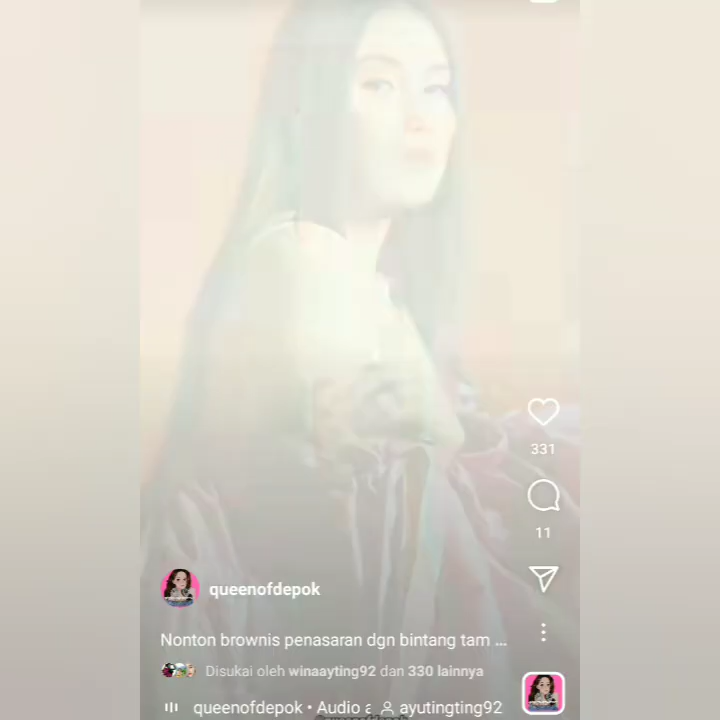 331
11
queenofdepok
Nonton brownis penasaran dgn bintang tam ...
Disukai oleh winaayting92 dan 330 lainnya
queenofdepok • Audio a ayutingting92